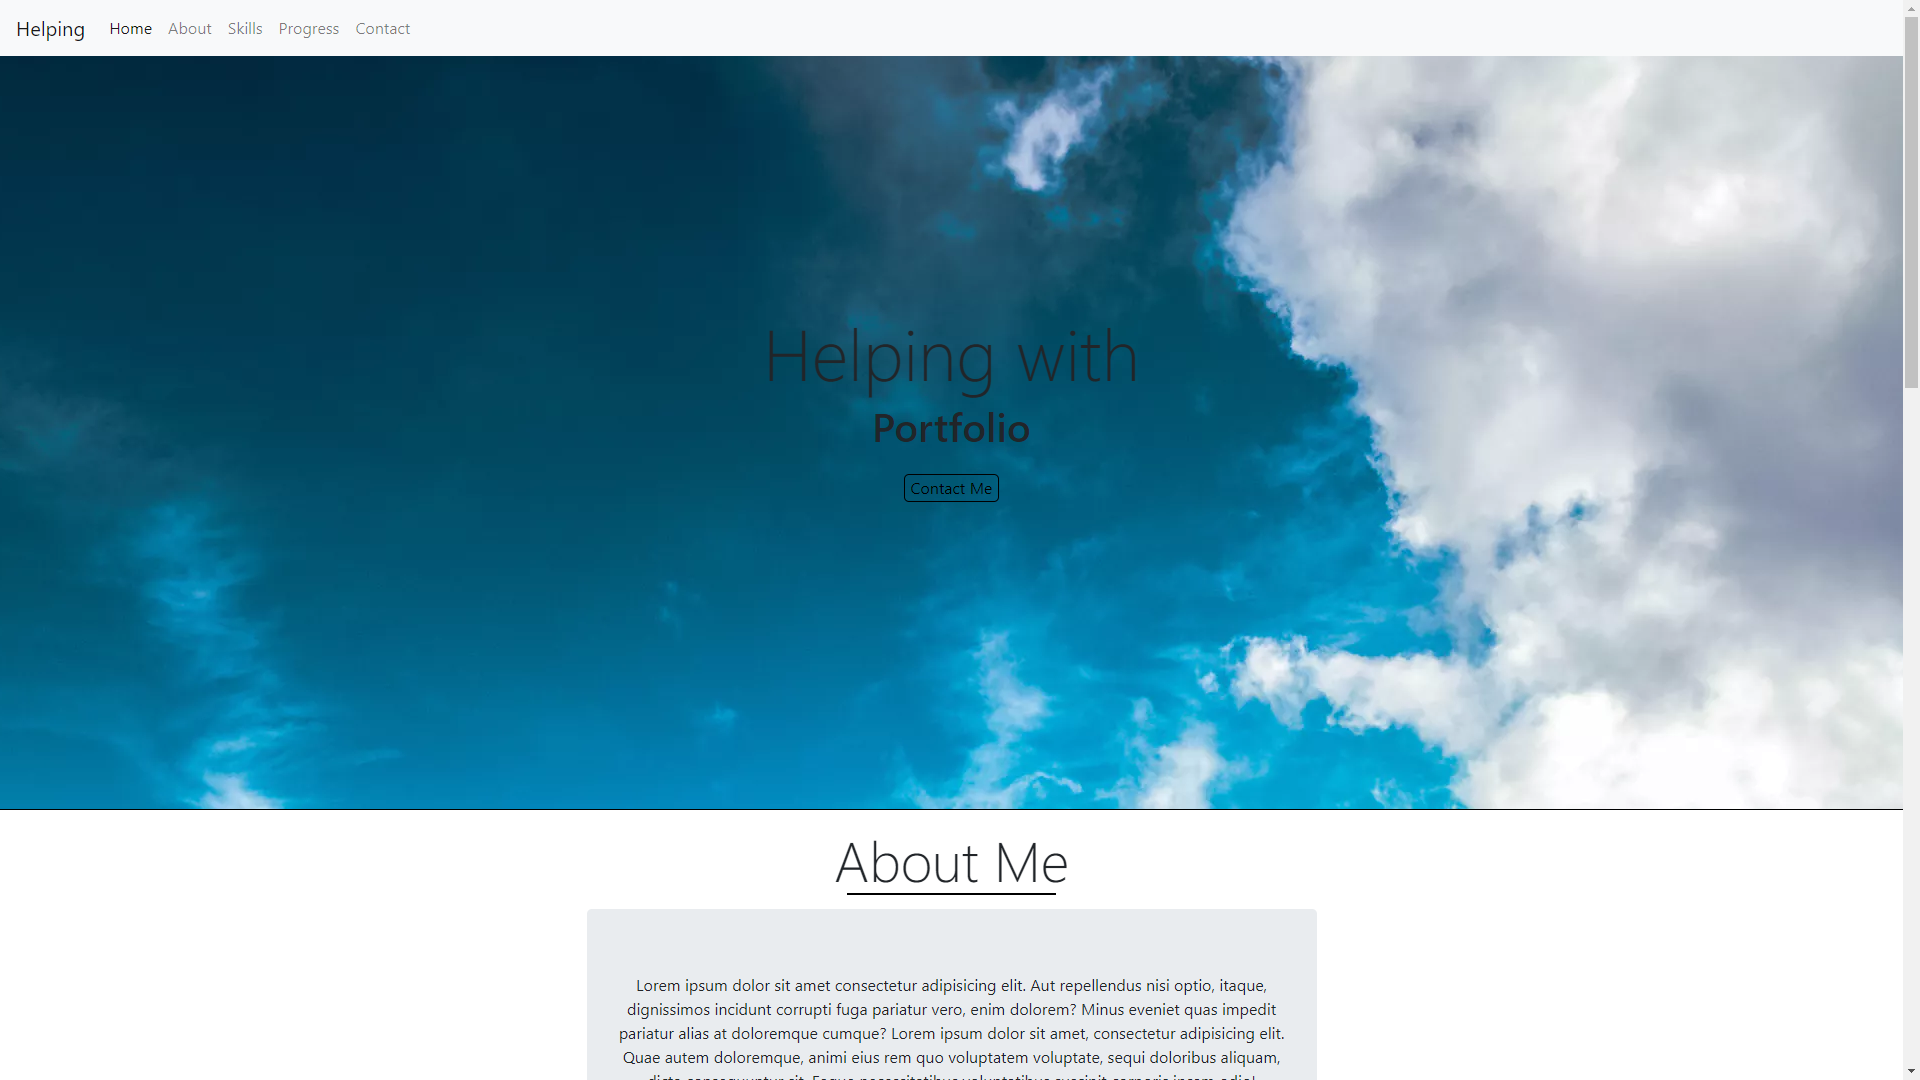 Helping Home About Skills Progress Contact
Helping with
Portfolio
Contact Me
About Me
Lorem ipsum dolor sit amet consectetur adipisicing elit. Aut repellendus nisi optio, itaque,
dignissimos incidunt corrupti fuga pariatur vero, enim dolorem? Minus eveniet quas impedit
pariatur alias at doloremque cumque? Lorem ipsum dolor sit amet, consectetur adipisicing elit.
Quae autem doloremque, animi eius rem quo voluptatem voluptate, sequi doloribus aliquam,